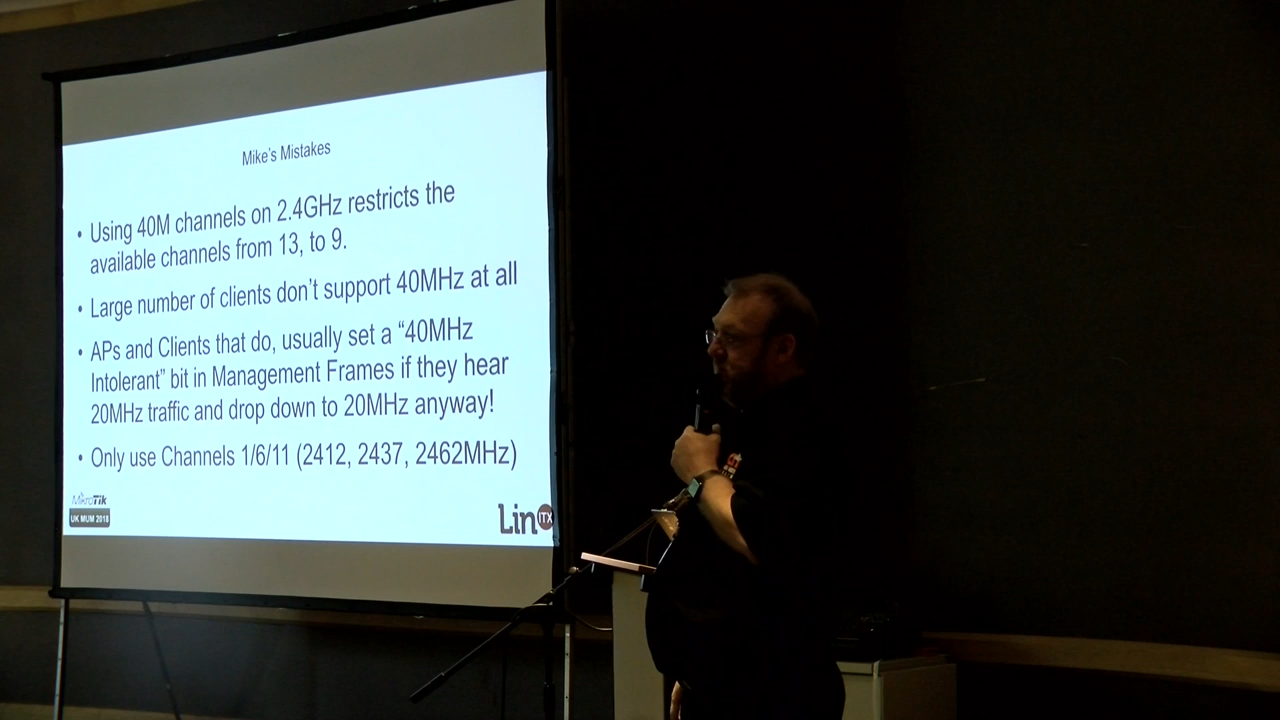 Mike's Mistakes
• Using 40M channels on 2.4GHz restricts the
available channels from 13, to 9.
• Large number of clients don't support 40MHz at all
• APs and Clients that do, usually set a “40MHz
Intolerant” bit in Management Frames if they hear
20MHz traffic and drop down to 20MHz anyway!
• Only use Channels 1/6/11 (2412, 2437, 2462MHz)
MikroTik
UK MUM 2018
Lin ITX